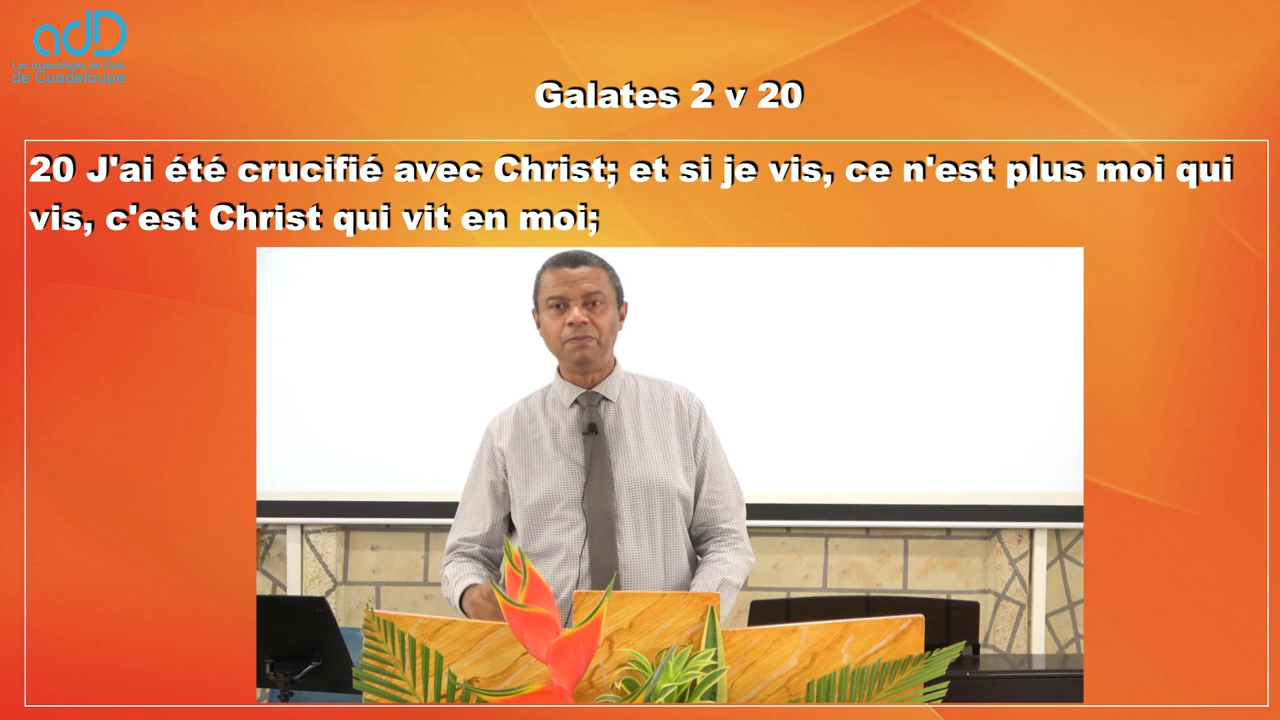 adD
Les assemblées de Dieu
de Guadeloupe
Galates 2 v 20
20 J'ai été crucifié avec Christ; et si je vis, ce n'est plus moi qui
vis, c'est Christ qui vit en moi;